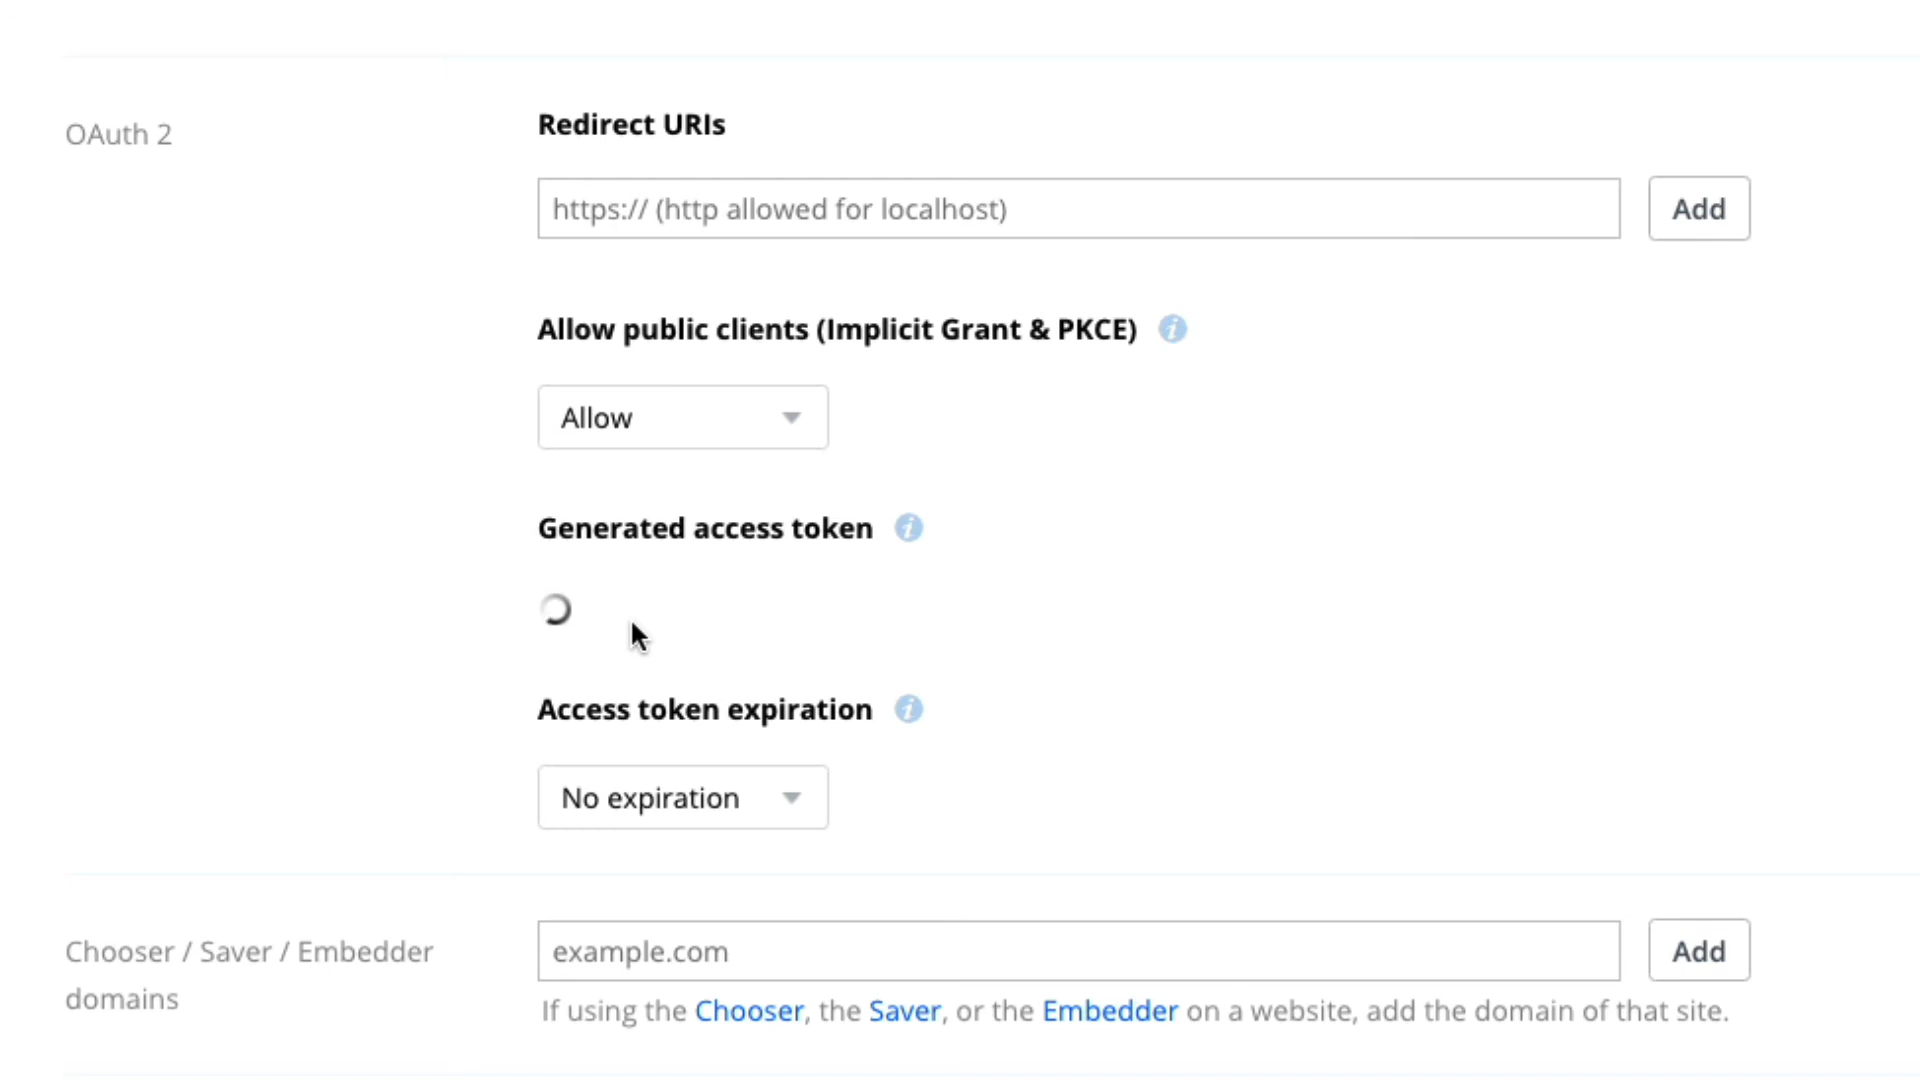 OAuth 2
Redirect URIs
https:// (http allowed for localhost)
Add
Allow public clients (Implicit Grant & PKCE)
Allow
Generated access token
Access token expiration
No expiration
Chooser / Saver / Embedder
domains
example.com
Add
If using the Chooser, the Saver, or the Embedder on a website, add the domain of that site.